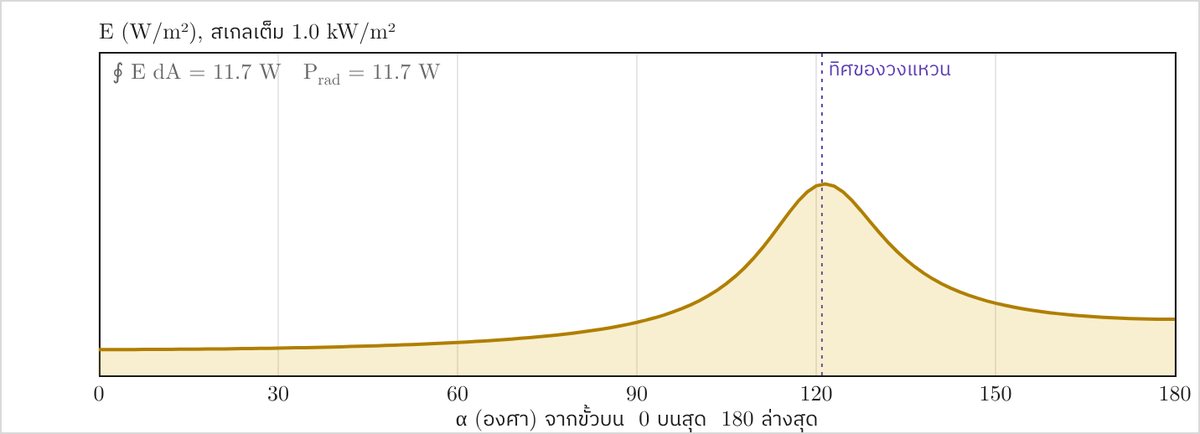 E (W/m²), สเกลเต็ม 1.0 kW/m²
∮ E dA = 11.7 W P_rad = 11.7 W
ทิศของวงแหวน
0 30 60 90 120 150 180
α (องศา) จากขั้วบน 0 บนสุด 180 ล่างสุด